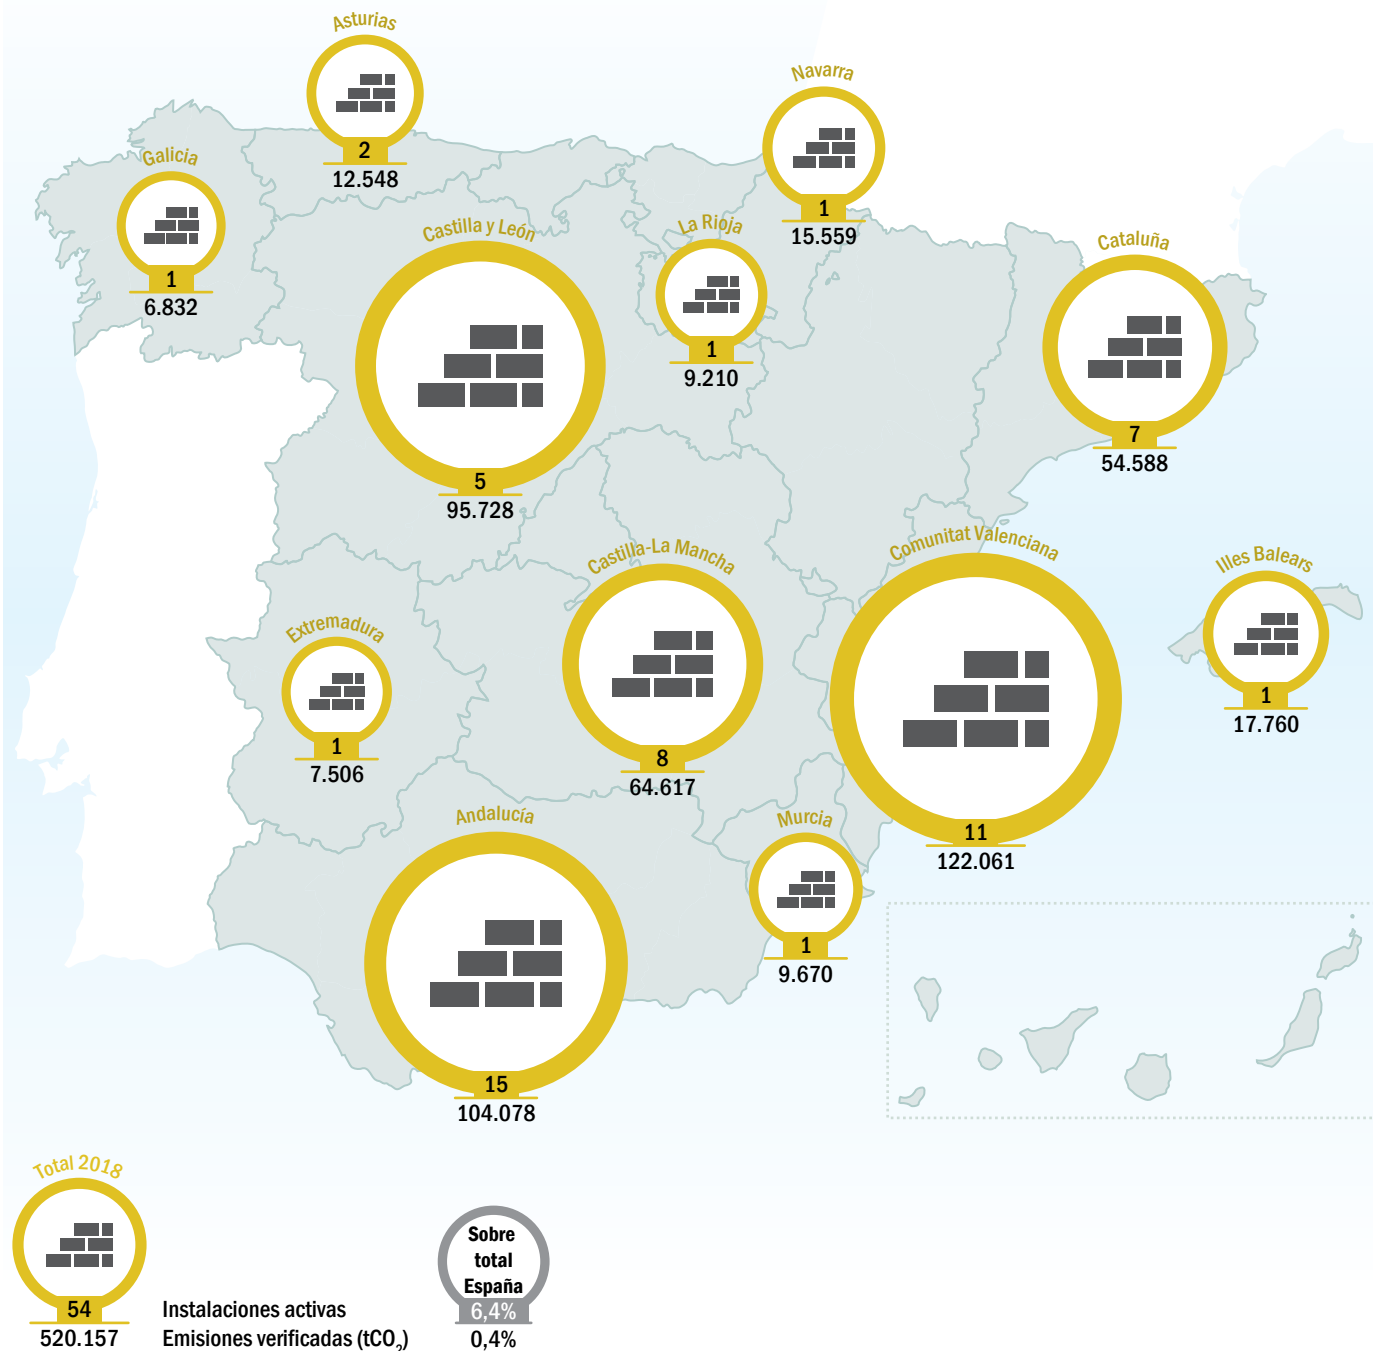 Asturias
2
12.548
Navarra
1
15.559
Galicia
1
6.832
Castilla y León
5
95.728
La Rioja
1
9.210
Cataluña
7
54.588
Castilla-La Mancha
8
64.617
Comunitat Valenciana
11
122.061
Illes Balears
1
17.760
Extremadura
1
7.506
Andalucía
15
104.078
Murcia
1
9.670
Total 2018
54
520.157
Instalaciones activas
Emisiones verificadas (tCO₂)
Sobre
total
España
6,4%
0,4%